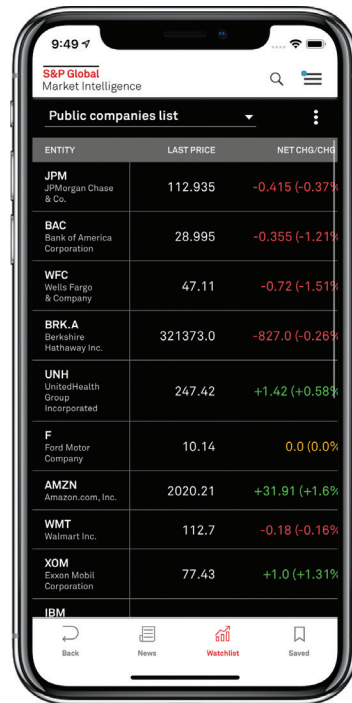 9:49
S&P Global
Market Intelligence
Public companies list
ENTITY LAST PRICE NET CHG/CHG
JPM
JPMorgan Chase
& Co.
112.935 -0.415 (-0.37%
BAC
Bank of America
Corporation
28.995 -0.355 (-1.21%
WFC
Wells Fargo
& Company
47.11 -0.72 (-1.51%
BRK.A
Berkshire
Hathaway Inc.
321373.0 -827.0 (-0.26%
UNH
UnitedHealth
Group
Incorporated
247.42 +1.42 (+0.58%
F
Ford Motor
Company
10.14 0.0 (0.0%
AMZN
Amazon.com, Inc.
2020.21 +31.91 (+1.6%
WMT
Walmart Inc.
112.7 -0.18 (-0.16%
XOM
Exxon Mobil
Corporation
77.43 +1.0 (+1.31%
IBM
Back News Watchlist Saved